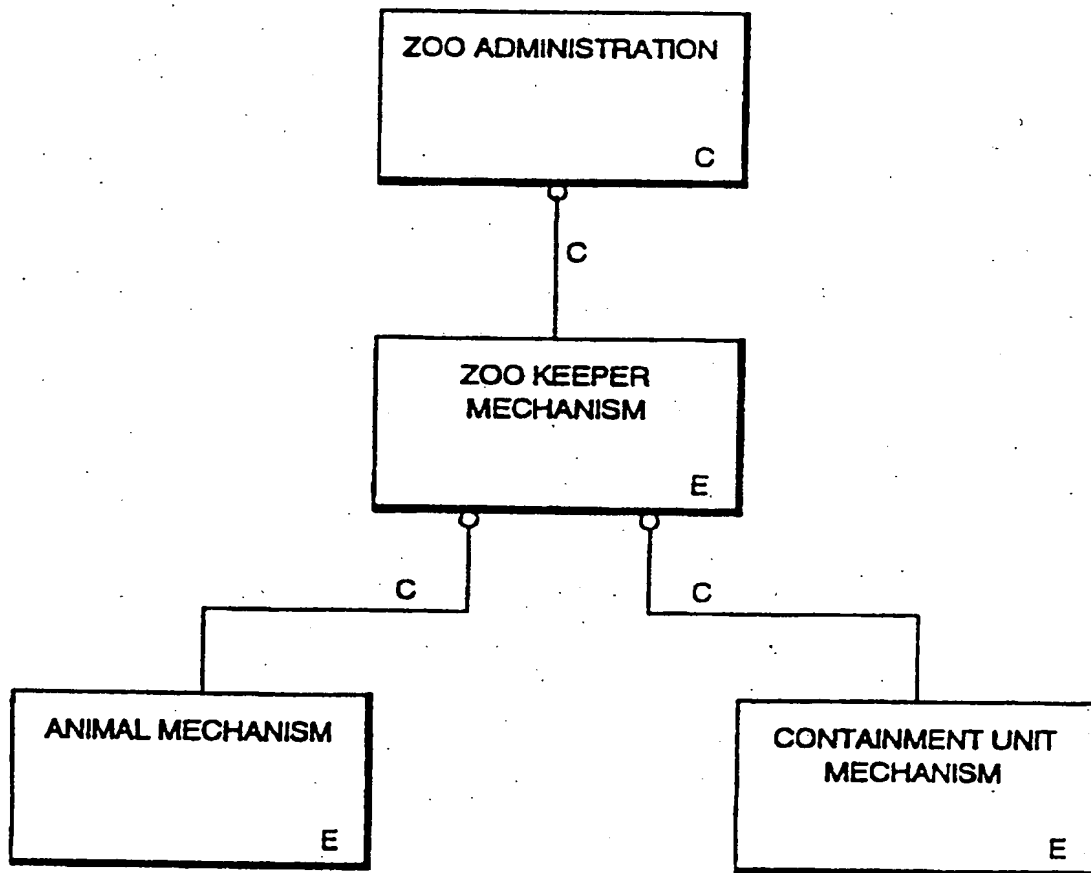 ZOO ADMINISTRATION
C
C
ZOO KEEPER
MECHANISM
E
C
C
ANIMAL MECHANISM
E
CONTAINMENT UNIT
MECHANISM
E